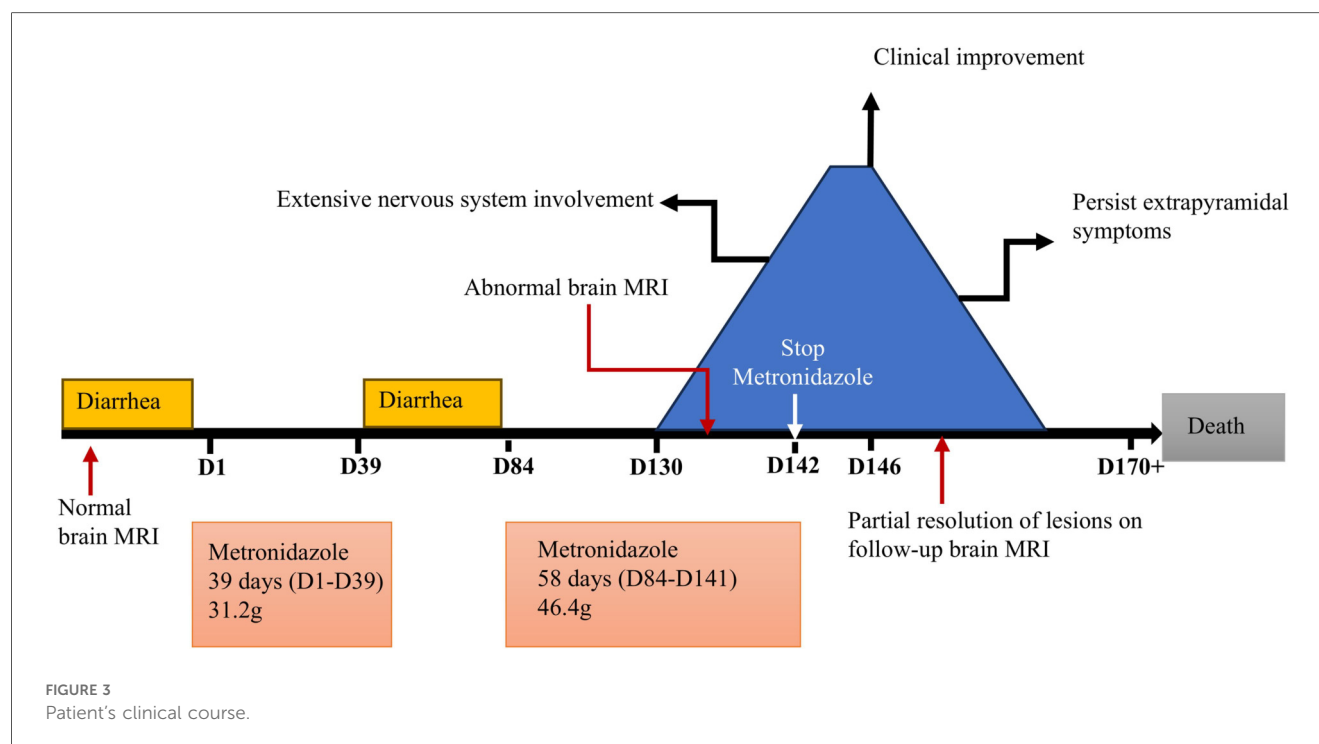 Clinical improvement
Extensive nervous system involvement
Persist extrapyramidal
symptoms
Abnormal brain MRI
Stop
Metronidazole
Diarrhea
Diarrhea
Death
D1
D39
D84
D130
D142
D146
D170+
Normal
brain MRI
Partial resolution of lesions on
follow-up brain MRI
Metronidazole
39 days (D1-D39)
31.2g
Metronidazole
58 days (D84-D141)
46.4g
FIGURE 3
Patient's clinical course.